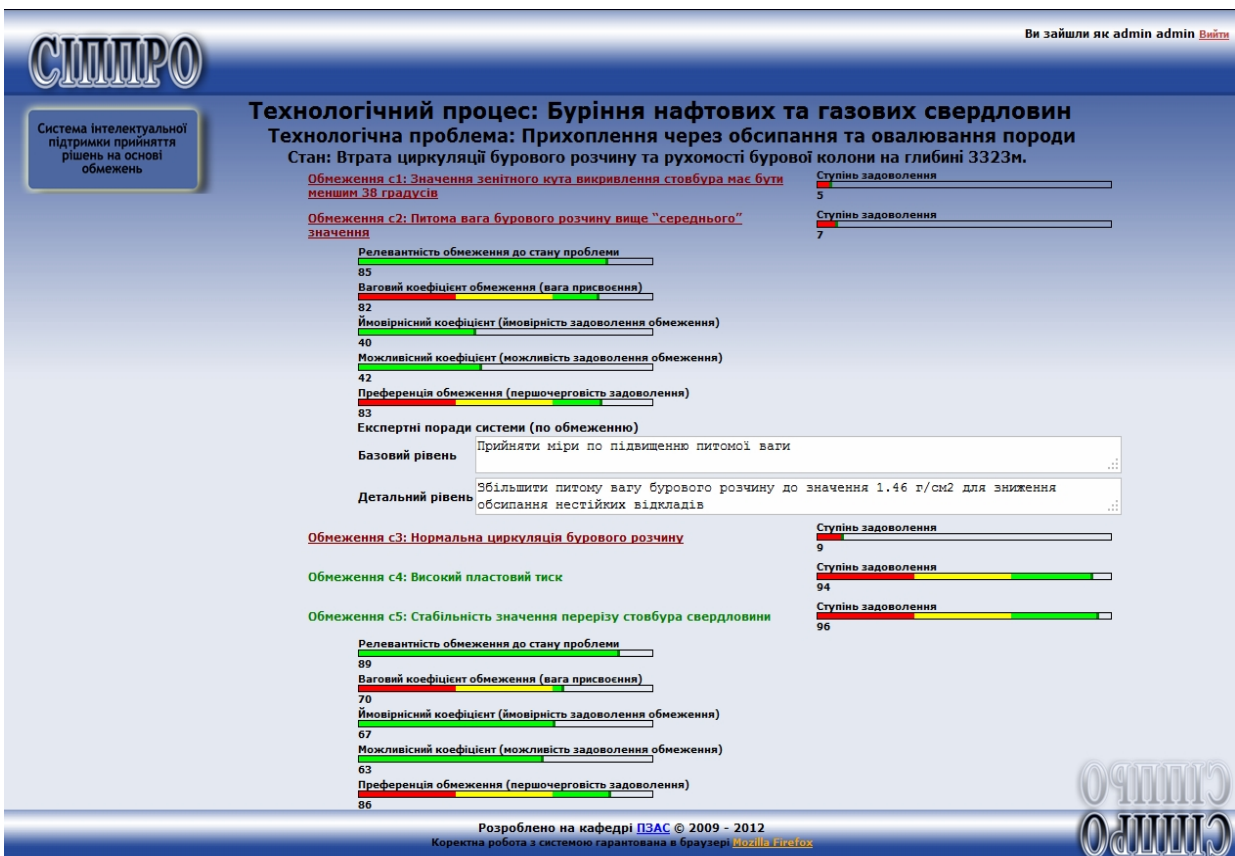 Ви зайшли як admin admin Вийти
СІППРО
Система інтелектуальної
підтримки прийняття
рішень на основі
обмежень
Технологічний процес: Буріння нафтових та газових свердловин
Технологічна проблема: Прихоплення через обсипання та овалювання породи
Стан: Втрата циркуляції бурового розчину та рухомості бурової колони на глибині 3323м.
Обмеження c1: Значення зенітного кута викривлення стовбура має бути
меншим 38 градусів
Ступінь задоволення
5
Обмеження c2: Питома вага бурового розчину вище “середнього”
значення
Ступінь задоволення
7
Релевантність обмеження до стану проблеми
85
Ваговий коефіцієнт обмеження (вага присвоєння)
82
Ймовірнісний коефіцієнт (ймовірність задоволення обмеження)
40
Можливісний коефіцієнт (можливість задоволення обмеження)
42
Преференція обмеження (першочерговість задоволення)
83
Експертні поради системи (по обмеженню)
Базовий рівень
Прийняти міри по підвищенню питомої ваги
Детальний рівень
Збільшити питому вагу бурового розчину до значення 1.46 г/см2 для зниження
обсипання нестійких відкладів
Обмеження c3: Нормальна циркуляція бурового розчину
Ступінь задоволення
9
Обмеження c4: Високий пластовий тиск
Ступінь задоволення
94
Обмеження c5: Стабільність значення перерізу стовбура свердловини
Ступінь задоволення
96
Релевантність обмеження до стану проблеми
89
Ваговий коефіцієнт обмеження (вага присвоєння)
70
Ймовірнісний коефіцієнт (ймовірність задоволення обмеження)
67
Можливісний коефіцієнт (можливість задоволення обмеження)
63
Преференція обмеження (першочерговість задоволення)
86
СІППРО
СІППРО
Розроблено на кафедрі ПЗАС © 2009 - 2012
Коректна робота з системою гарантована в браузері Mozilla Firefox